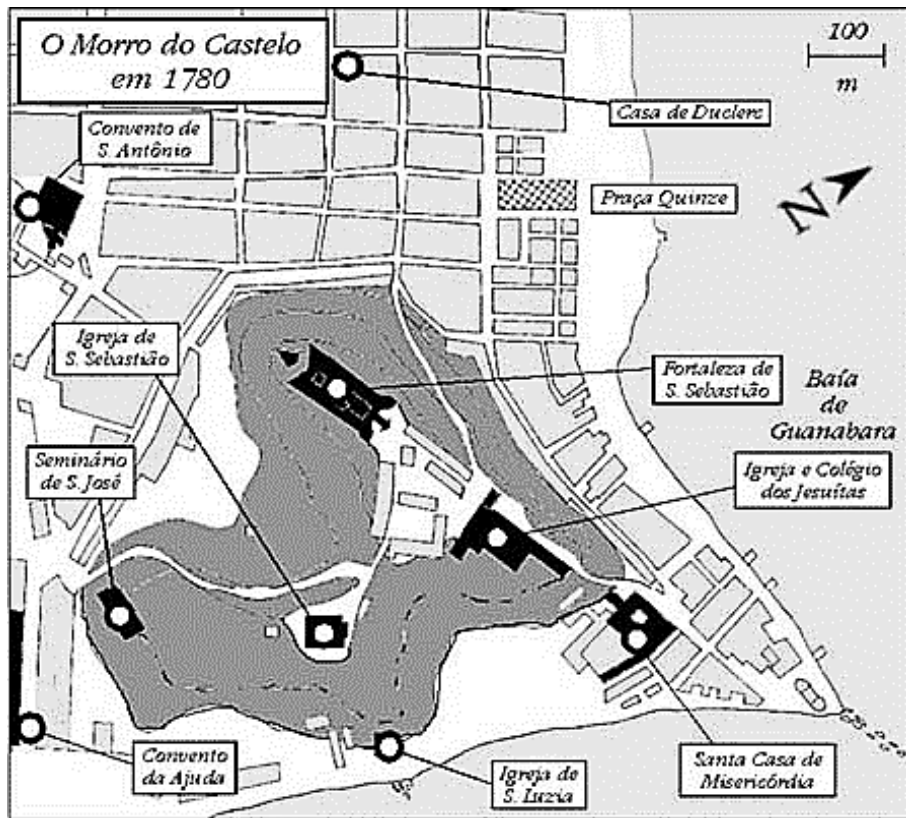 O Morro do Castelo
em 1780
100
m
Casa de Duclerc
Convento de
S. Antônio
Praça Quinze
N
Igreja de
S. Sebastião
Fortaleza de
S. Sebastião
Baía
de
Guanabara
Seminário
de S. José
Igreja e Colégio
dos Jesuítas
Convento
da Ajuda
Igreja de
S. Luzia
Santa Casa de
Misericórdia